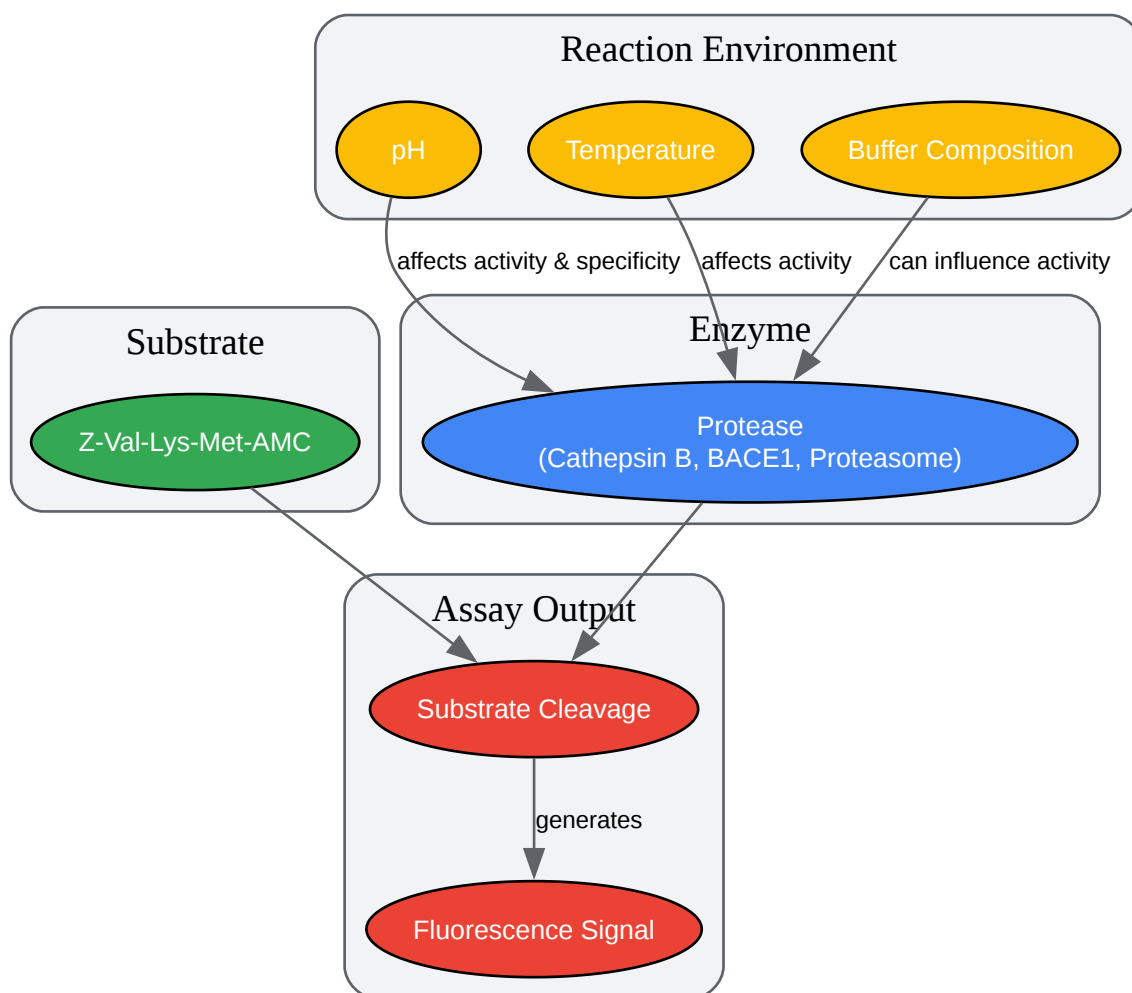 Reaction Environment
pH
Temperature
Buffer Composition
affects activity & specificity
affects activity
can influence activity
Substrate
Z-Val-Lys-Met-AMC
Enzyme
Protease
(Cathepsin B, BACE1, Proteasome)
Assay Output
Substrate Cleavage
generates
Fluorescence Signal